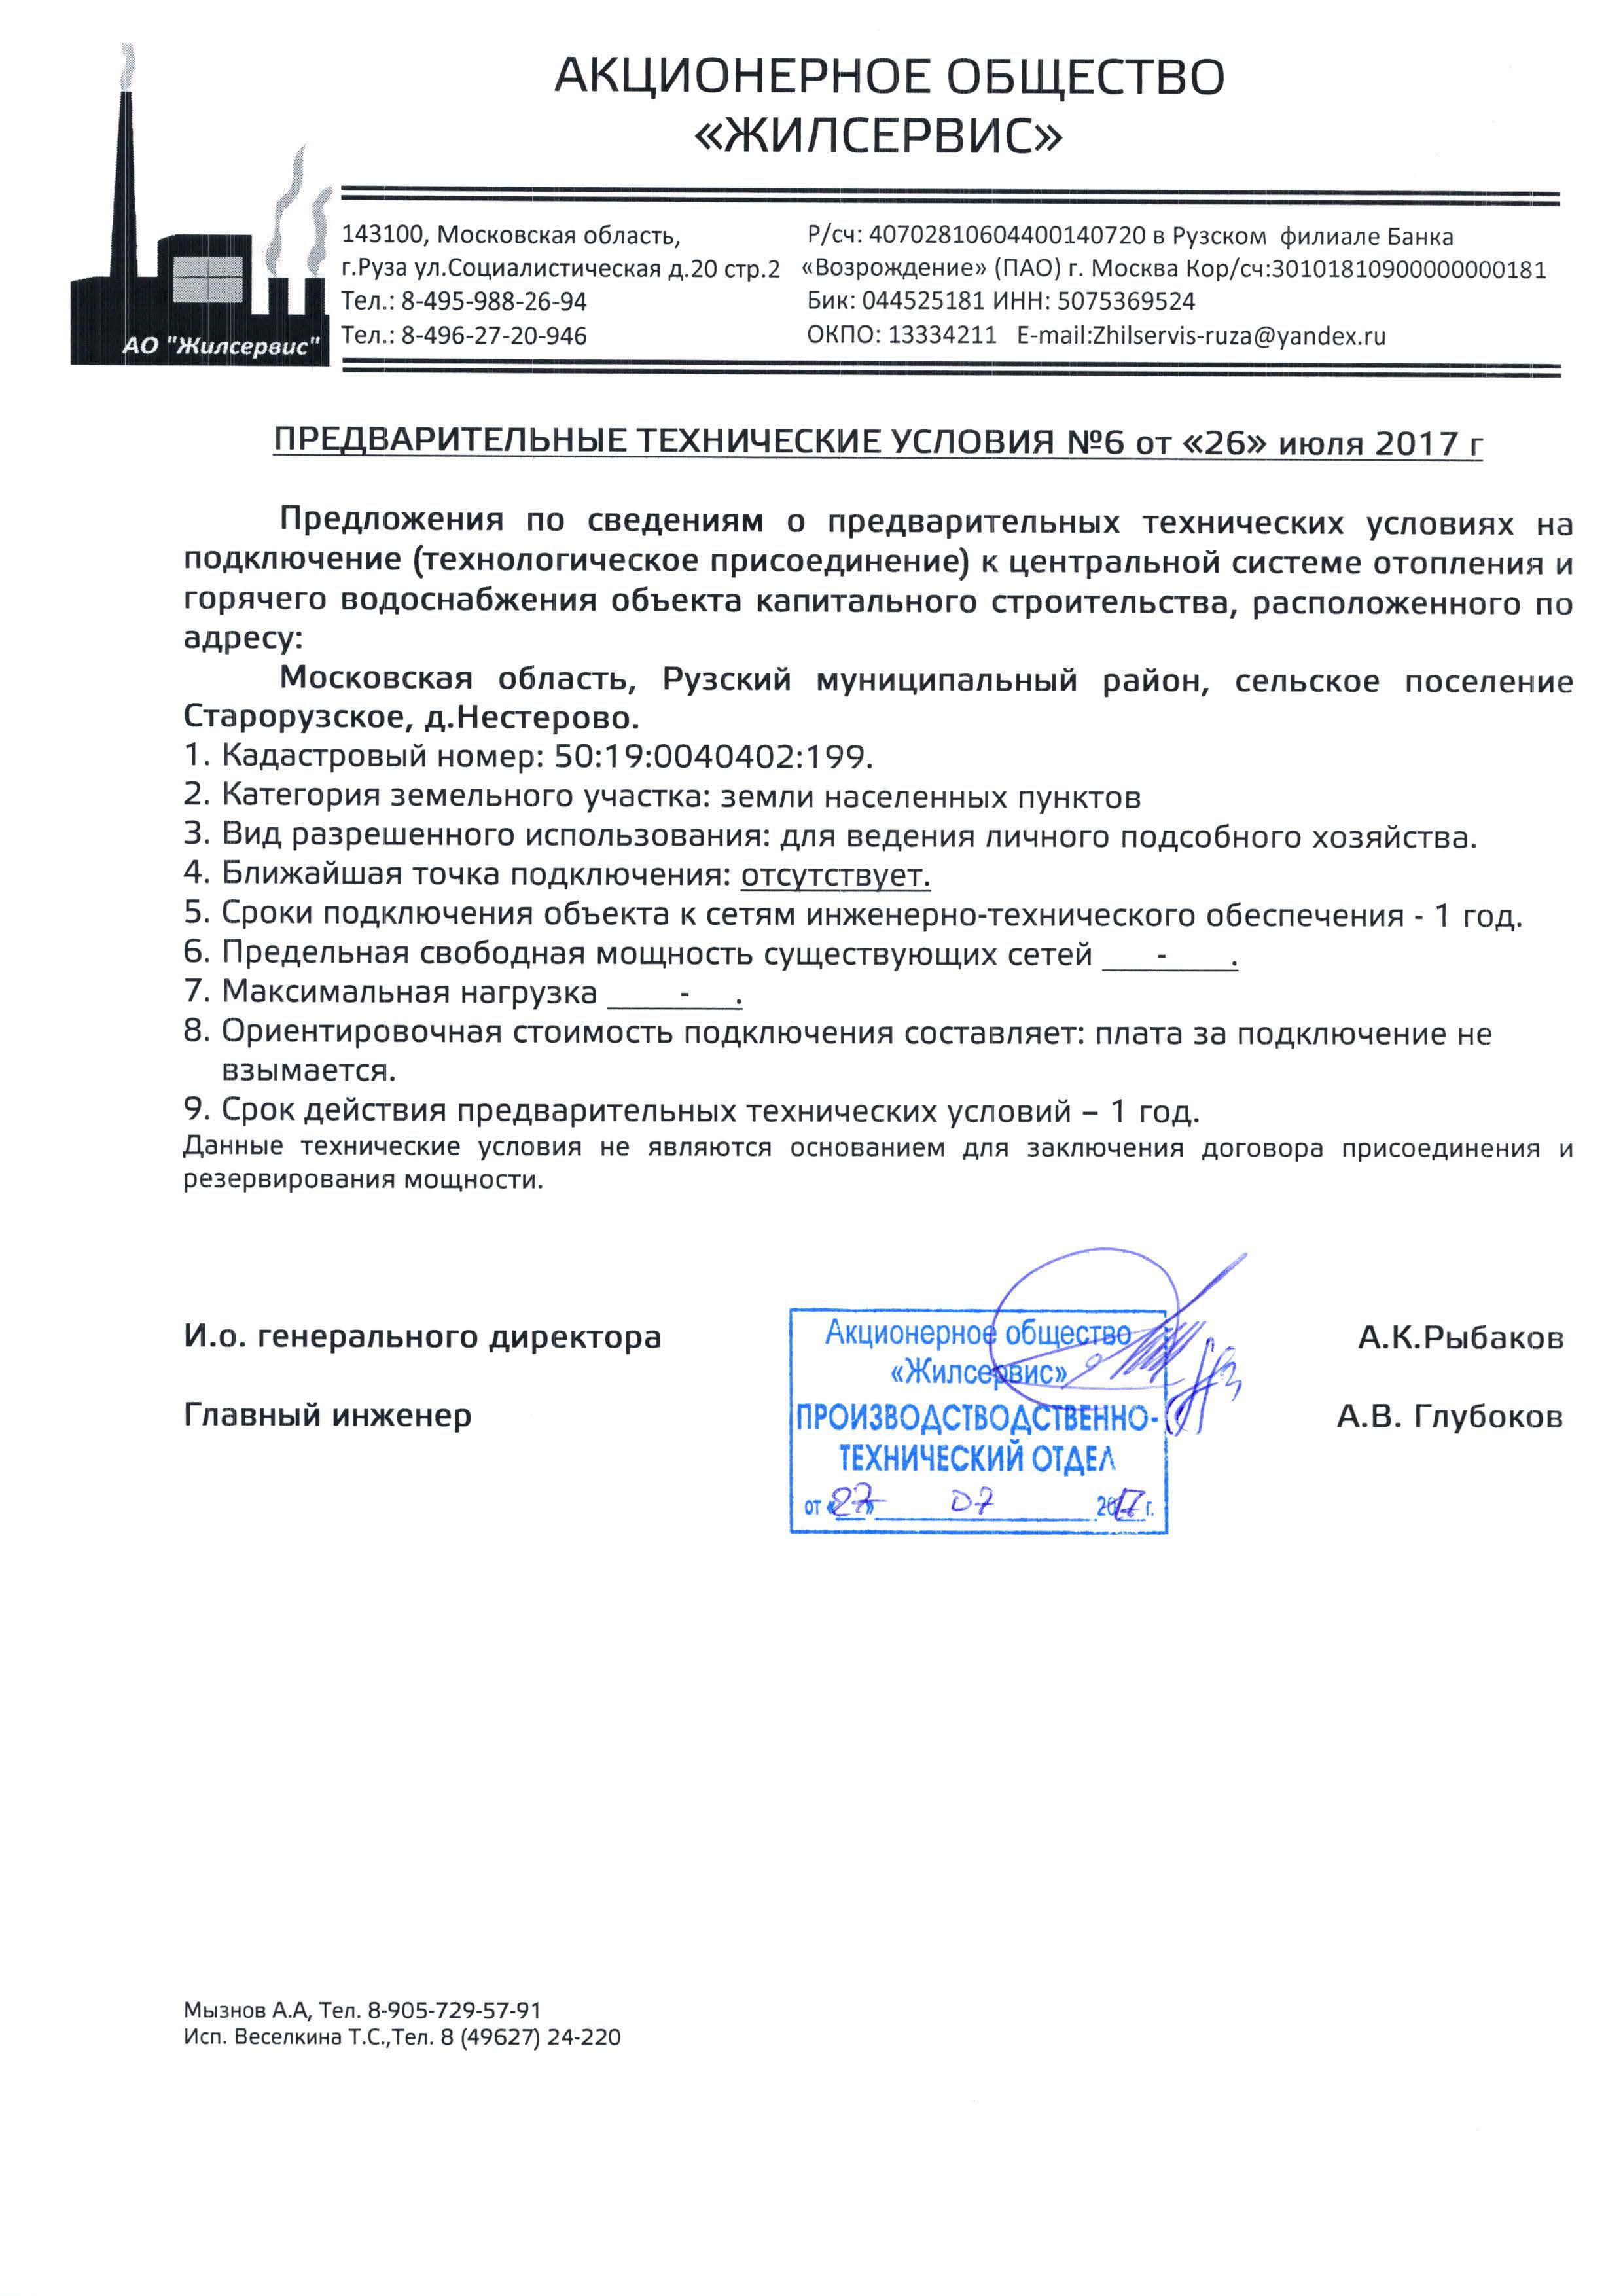 АКЦИОНЕРНОЕ ОБЩЕСТВО
«ЖИЛСЕРВИС»
АО "Жилсервис"
143100, Московская область,
г.Руза ул.Социалистическая д.20 стр.2
Тел.: 8-495-988-26-94
Тел.: 8-496-27-20-946
Р/сч: 40702810604400140720 в Рузском филиале Банка
«Возрождение» (ПАО) г. Москва Кор/сч:30101810900000000181
Бик: 044525181 ИНН: 5075369524
ОКПО: 13334211 E-mail:Zhilservis-ruza@yandex.ru
ПРЕДВАРИТЕЛЬНЫЕ ТЕХНИЧЕСКИЕ УСЛОВИЯ №6 от «26» июля 2017 г
Предложения по сведениям о предварительных технических условиях на
подключение (технологическое присоединение) к центральной системе отопления и
горячего водоснабжения объекта капитального строительства, расположенного по
адресу:
Московская область, Рузский муниципальный район, сельское поселение
Старорузское, д.Нестерово.
1. Кадастровый номер: 50:19:0040402:199.
2. Категория земельного участка: земли населенных пунктов
3. Вид разрешенного использования: для ведения личного подсобного хозяйства.
4. Ближайшая точка подключения: отсутствует.
5. Сроки подключения объекта к сетям инженерно-технического обеспечения - 1 год.
6. Предельная свободная мощность существующих сетей ___-____.
7. Максимальная нагрузка ____-___.
8. Ориентировочная стоимость подключения составляет: плата за подключение не
взымается.
9. Срок действия предварительных технических условий – 1 год.
Данные технические условия не являются основанием для заключения договора присоединения и
резервирования мощности.
И.о. генерального директора
А.К.Рыбаков
Главный инженер
А.В. Глубоков
Акционерное общество
«Жилсервис»
ПРОИЗВОДСТВОДСТВЕННО-
ТЕХНИЧЕСКИЙ ОТДЕЛ
от «27» 07 2017 г.
Мызнов А.А, Тел. 8-905-729-57-91
Исп. Веселкина Т.С.,Тел. 8 (49627) 24-220